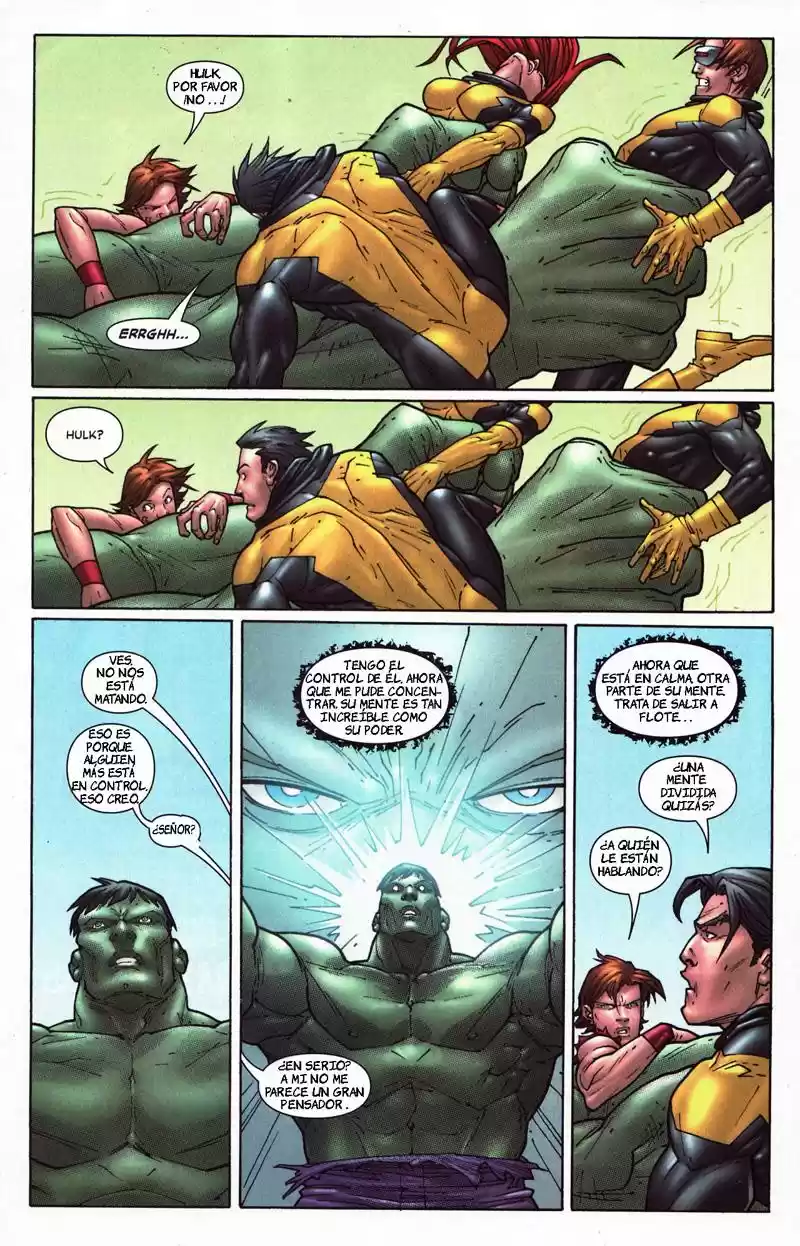 HULK,
POR FAVOR
¡NO . . .!
ERRGHH...
HULK?
VES,
NO NOS
ESTÁ
MATANDO.
ESO ES
PORQUE
ALGUIEN
MÁS ESTÁ
EN CONTROL.
ESO CREO.
¿SEÑOR?
TENGO EL
CONTROL DE ÉL. AHORA
QUE ME PUDE CONCEN-
TRAR. SU MENTE ES TAN
INCREÍBLE COMO
SU PODER.
¿EN SERIO?
A MI NO ME
PARECE UN GRAN
PENSADOR .
AHORA QUE
ESTÁ EN CALMA, OTRA
PARTE DE SU MENTE,
TRATA DE SALIR A
FLOTE. . .
¿UNA
MENTE
DIVIDIDA
QUIZÁS?
¿A QUIÉN
LE ESTÁN
HABLANDO?